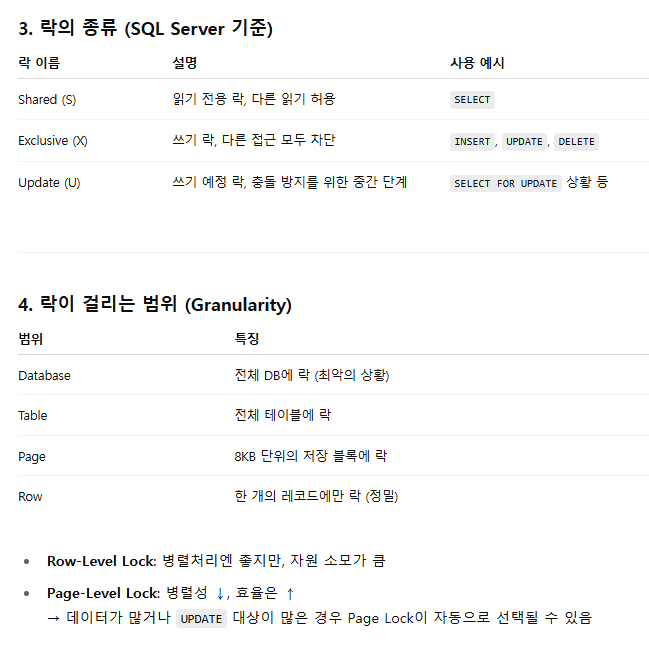 3. 락의 종류 (SQL Server 기준)
락 이름 설명 사용 예시
Shared (S) 읽기 전용 락, 다른 읽기 허용 SELECT
Exclusive (X) 쓰기 락, 다른 접근 모두 차단 INSERT, UPDATE, DELETE
Update (U) 쓰기 예정 락, 충돌 방지를 위한 중간 단계 SELECT FOR UPDATE 상황 등
4. 락이 걸리는 범위 (Granularity)
범위 특징
Database 전체 DB에 락 (최악의 상황)
Table 전체 테이블에 락
Page 8KB 단위의 저장 블록에 락
Row 한 개의 레코드에만 락 (정밀)
• Row-Level Lock: 병렬처리엔 좋지만, 자원 소모가 큼
• Page-Level Lock: 병렬성 ↓, 효율은 ↑
→ 데이터가 많거나 UPDATE 대상이 많은 경우 Page Lock이 자동으로 선택될 수 있음